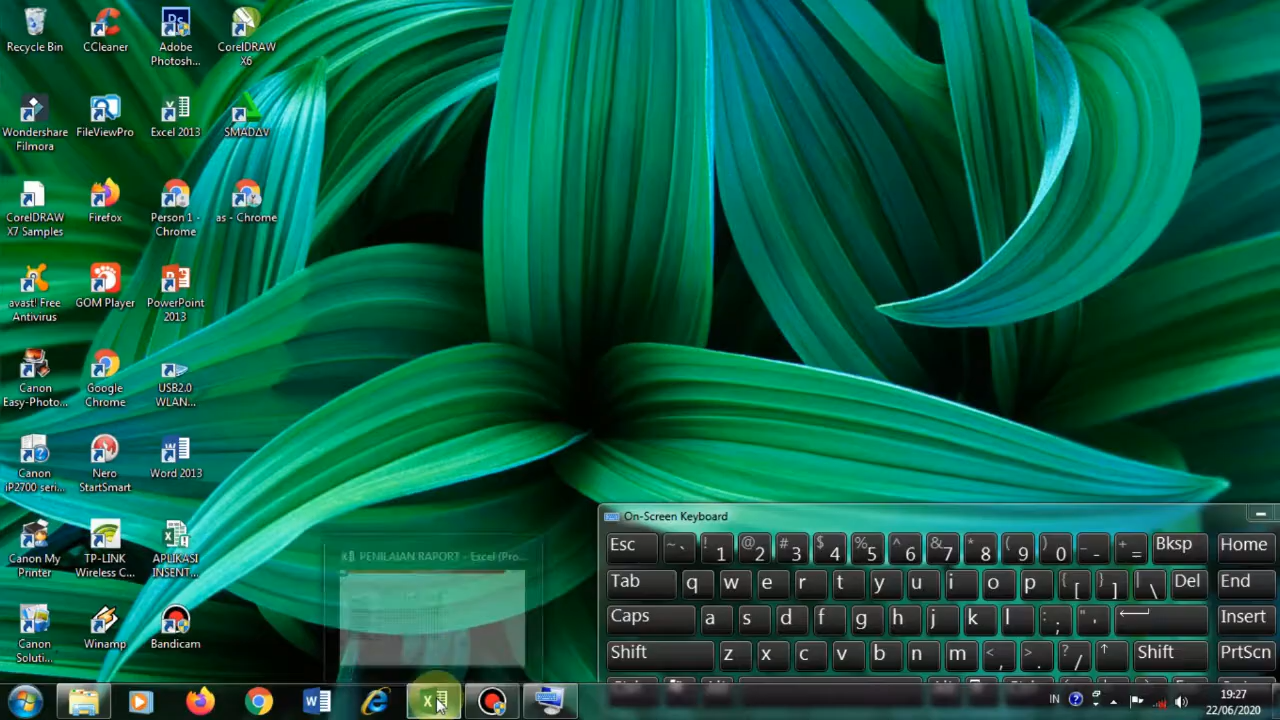 Recycle Bin
CCleaner
Adobe
Photosh...
CorelDRAW
X6
Wondershare
Filmora
FileViewPro
Excel 2013
SMADΔV
CorelDRAW
X7 Samples
Firefox
Person 1 -
Chrome
as - Chrome
avast! Free
Antivirus
GOM Player
PowerPoint
2013
Canon
Easy-Photo...
Google
Chrome
USB2.0
WLAN...
Canon
iP2700 seri...
Nero
StartSmart
Word 2013
Canon My
Printer
TP-LINK
Wireless C...
APLIKASI
INSENT...
Canon
Soluti...
Winamp
Bandicam
PENILAIAN RAPORT - Excel (Pro...
On-Screen Keyboard
Esc ~ ` ! 1 @ 2 # 3 $ 4 % 5 ^ 6 & 7 * 8 ( 9 ) 0 _ - + = Bksp Home
Tab q w e r t y u i o p { [ } ] | \ Del End
Caps a s d f g h j k l : ; " ' Insert
Shift z x c v b n m < , > . ? / Shift PrtScn
IN
19:27
22/06/2020